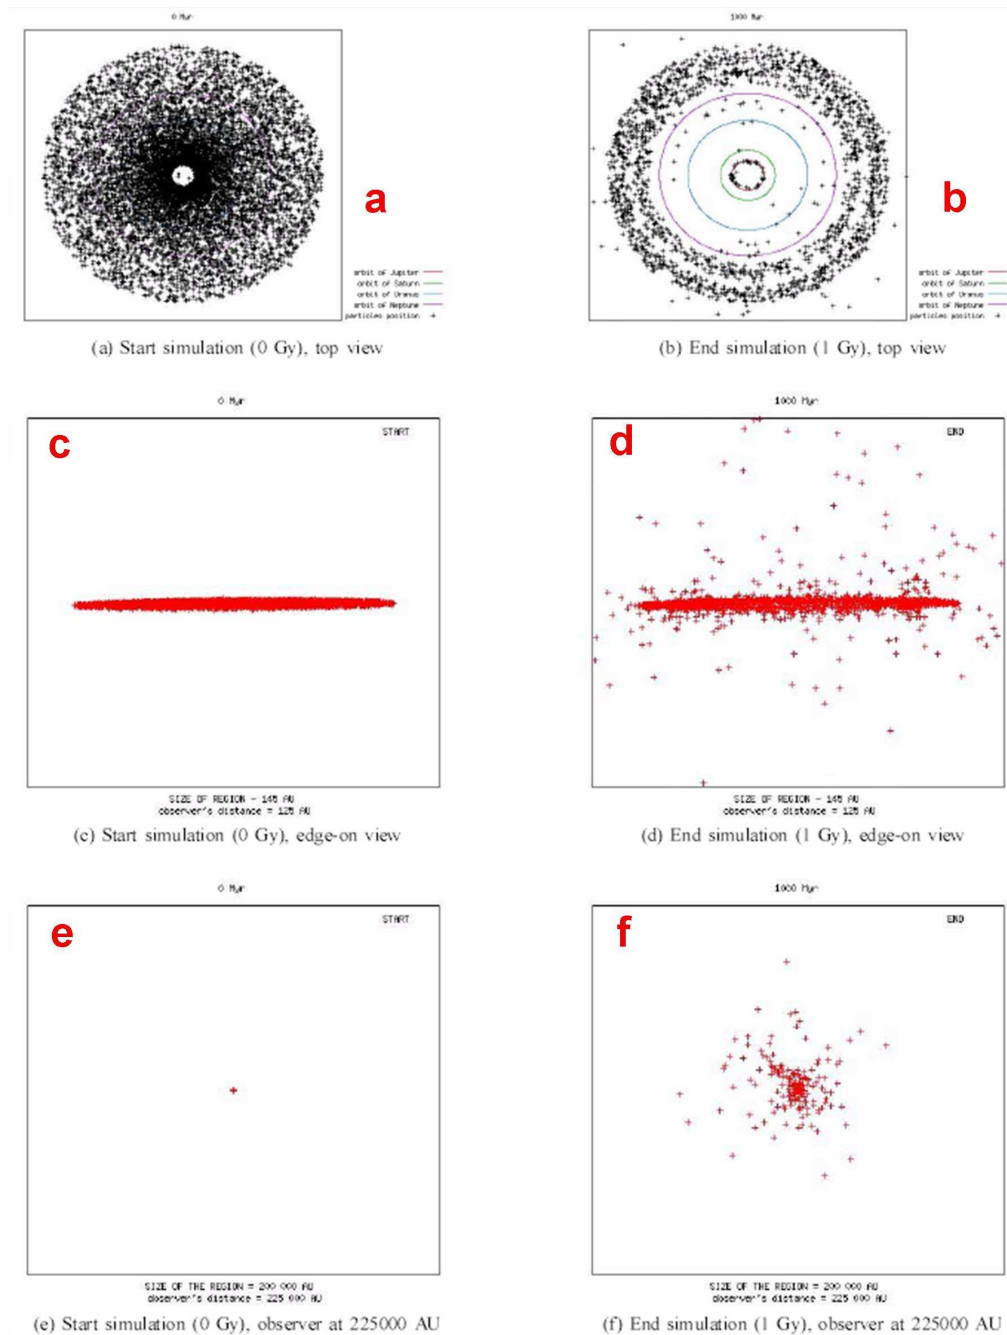 0 Myr
1000 Myr
a
b
orbit of Jupiter
orbit of Saturn
orbit of Uranus
orbit of Neptune
particles position
orbit of Jupiter
orbit of Saturn
orbit of Uranus
orbit of Neptune
particles position
(a) Start simulation (0 Gy), top view
(b) End simulation (1 Gy), top view
0 Myr
1000 Myr
c
START
d
END
SIZE OF REGION - 145 AU
observer's distance = 125 AU
SIZE OF REGION - 145 AU
observer's distance = 125 AU
(c) Start simulation (0 Gy), edge-on view
(d) End simulation (1 Gy), edge-on view
0 Myr
1000 Myr
e
START
f
END
SIZE OF THE REGION = 200 000 AU
observer's distance = 225 000 AU
SIZE OF THE REGION = 200 000 AU
observer's distance = 225 000 AU
(e) Start simulation (0 Gy), observer at 225000 AU
(f) End simulation (1 Gy), observer at 225000 AU